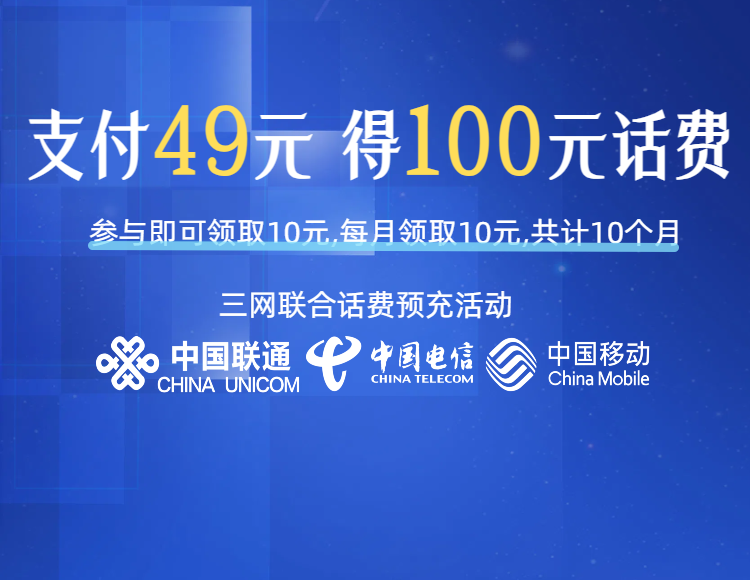 支付49元 得100元话费
参与即可领取10元,每月领取10元,共计10个月
三网联合话费预充活动
中国联通 中国电信 中国移动
CHINA UNICOM CHINA TELECOM China Mobile